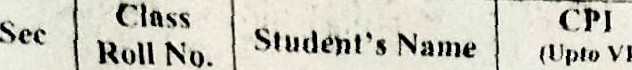 Sec
Class
Roll No.
Student's Name
CPI
(Upto VI